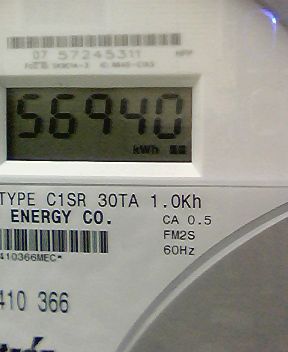 07 57245311
56940
kWh
TYPE C1SR 30TA 1.0Kh
ENERGY CO.
CA 0.5
FM2S
60Hz
410366MEC*
410 366